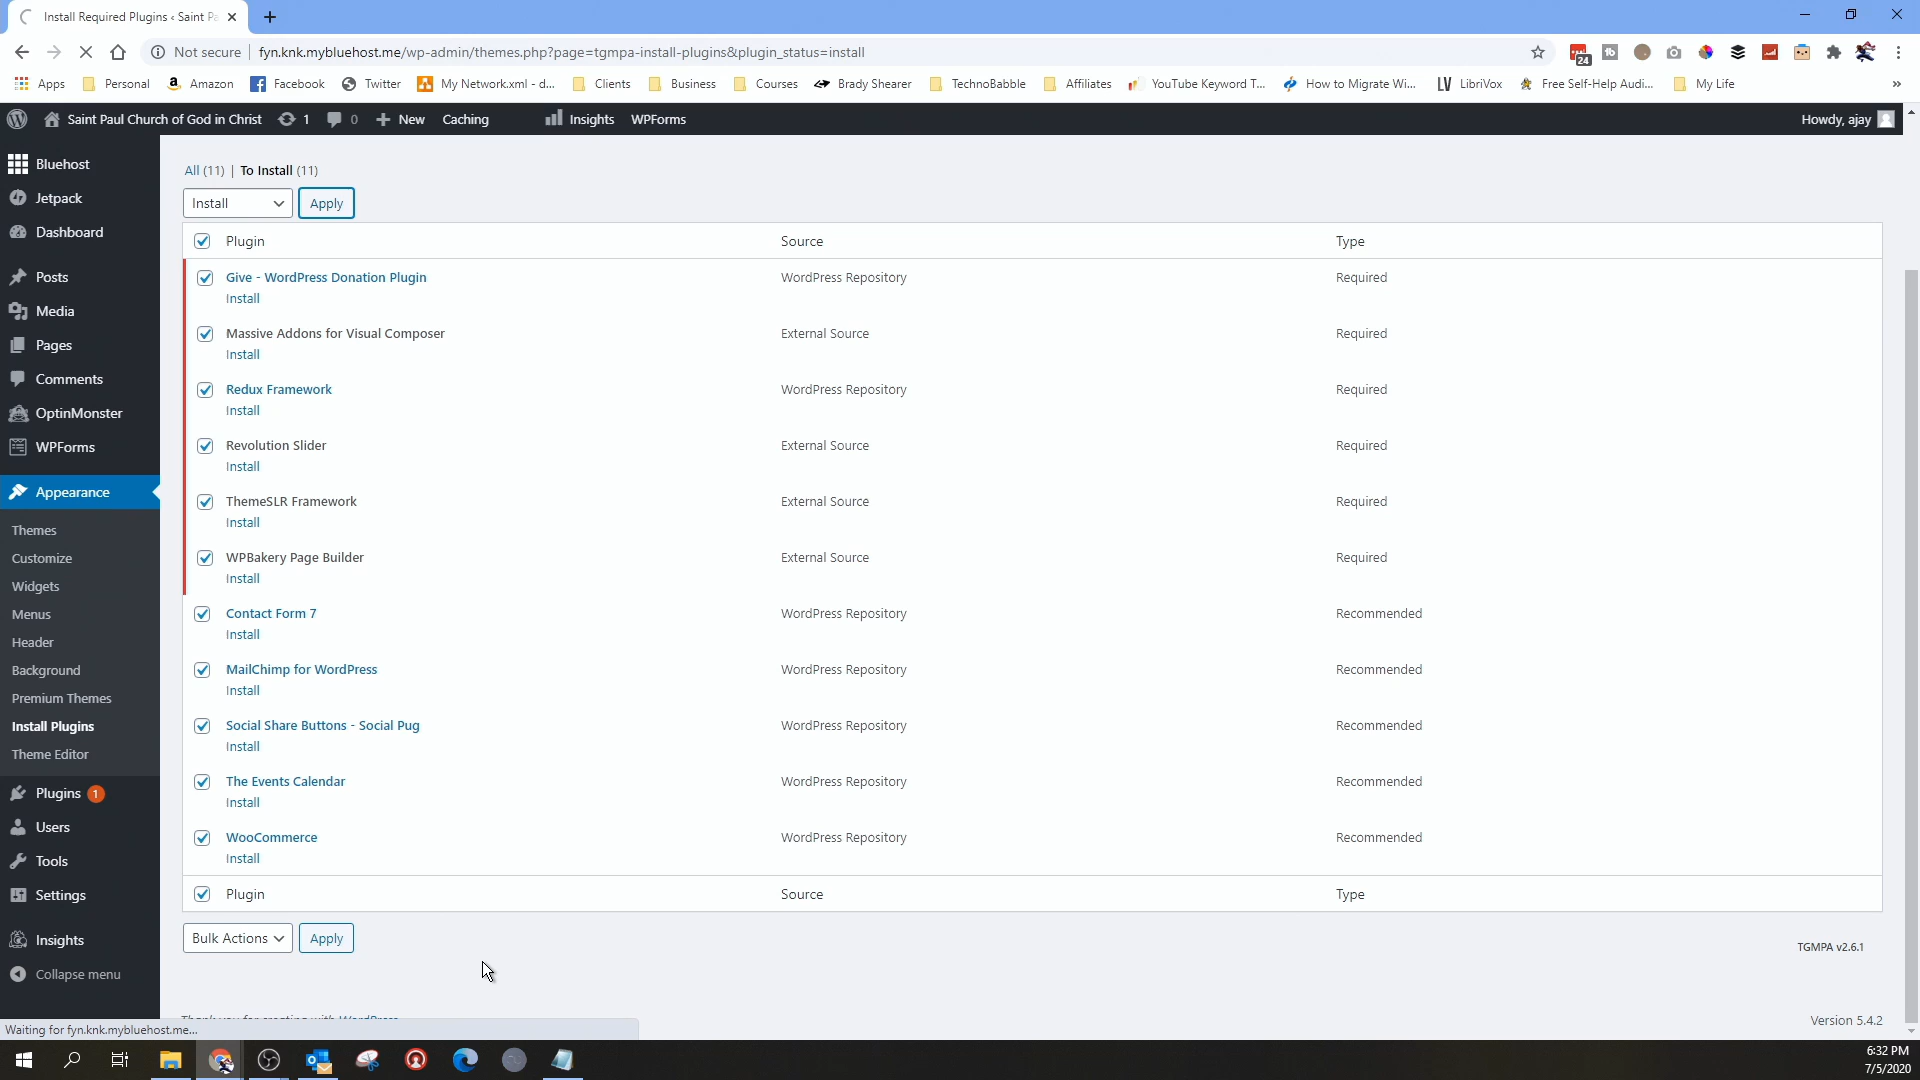 Install Required Plugins ‹ Saint Pa
Not secure
fyn.knk.mybluehost.me/wp-admin/themes.php?page=tgmpa-install-plugins&plugin_status=install
24
Apps
Personal
Amazon
Facebook
Twitter
My Network.xml - d...
Clients
Business
Courses
Brady Shearer
TechnoBabble
Affiliates
YouTube Keyword T...
How to Migrate Wi...
LibriVox
Free Self-Help Audi...
My Life
»
Saint Paul Church of God in Christ
1
0
New
Caching
Insights
WPForms
Howdy, ajay
Bluehost
Jetpack
Dashboard
Posts
Media
Pages
Comments
OptinMonster
WPForms
Appearance
Themes
Customize
Widgets
Menus
Header
Background
Premium Themes
Install Plugins
Theme Editor
Plugins 1
Users
Tools
Settings
Insights
Collapse menu
All (11) | To Install (11)
Install
Apply
Plugin Source Type
Give - WordPress Donation Plugin WordPress Repository Required
Install
Massive Addons for Visual Composer External Source Required
Install
Redux Framework WordPress Repository Required
Install
Revolution Slider External Source Required
Install
ThemeSLR Framework External Source Required
Install
WPBakery Page Builder External Source Required
Install
Contact Form 7 WordPress Repository Recommended
Install
MailChimp for WordPress WordPress Repository Recommended
Install
Social Share Buttons - Social Pug WordPress Repository Recommended
Install
The Events Calendar WordPress Repository Recommended
Install
WooCommerce WordPress Repository Recommended
Install
Plugin Source Type
Bulk Actions
Apply
TGMPA v2.6.1
Version 5.4.2
Waiting for fyn.knk.mybluehost.me...
6:32 PM
7/5/2020